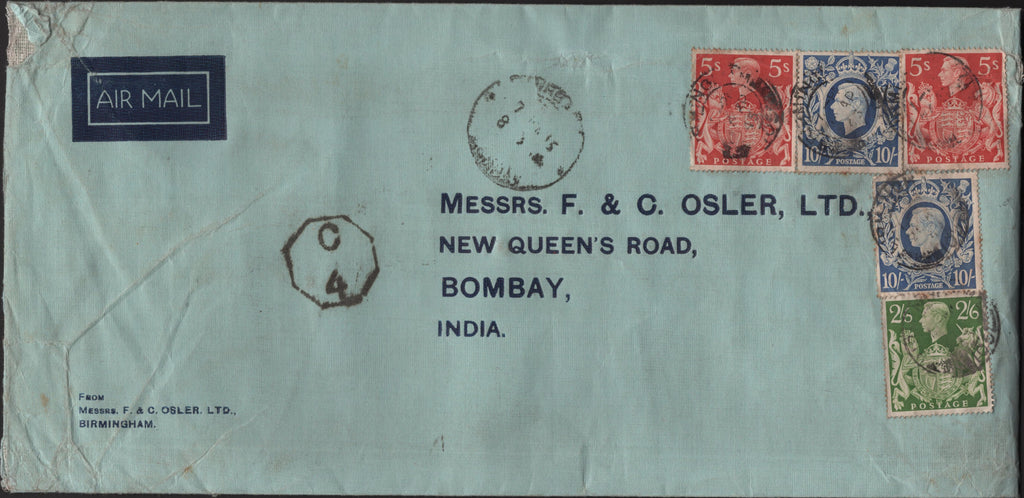 AIR MAIL
5S 5S
POSTAGE
10/- 10/-
POSTAGE
5S 5S
POSTAGE
MESSRS. F. & C. OSLER, LTD.,
NEW QUEEN'S ROAD,
BOMBAY,
INDIA.
10/- 10/-
POSTAGE
2/6 2/6
POSTAGE
C
4
FROM
MESSRS. F. & C. OSLER. LTD.,
BIRMINGHAM.